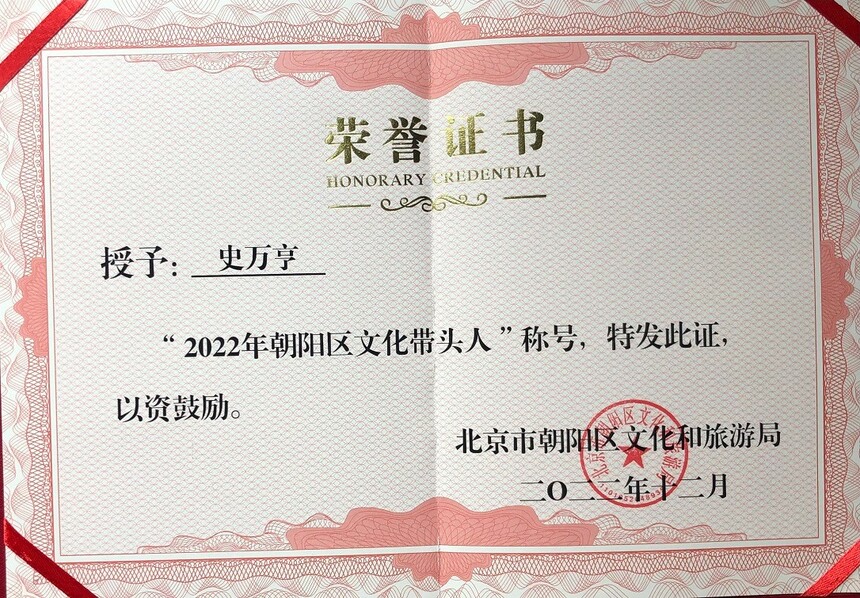 荣誉证书
HONORARY CREDENTIAL
授予：史万亨
“2022年朝阳区文化带头人”称号，特发此证，
以资鼓励。
北京市朝阳区文化和旅游局
二〇二二年十二月